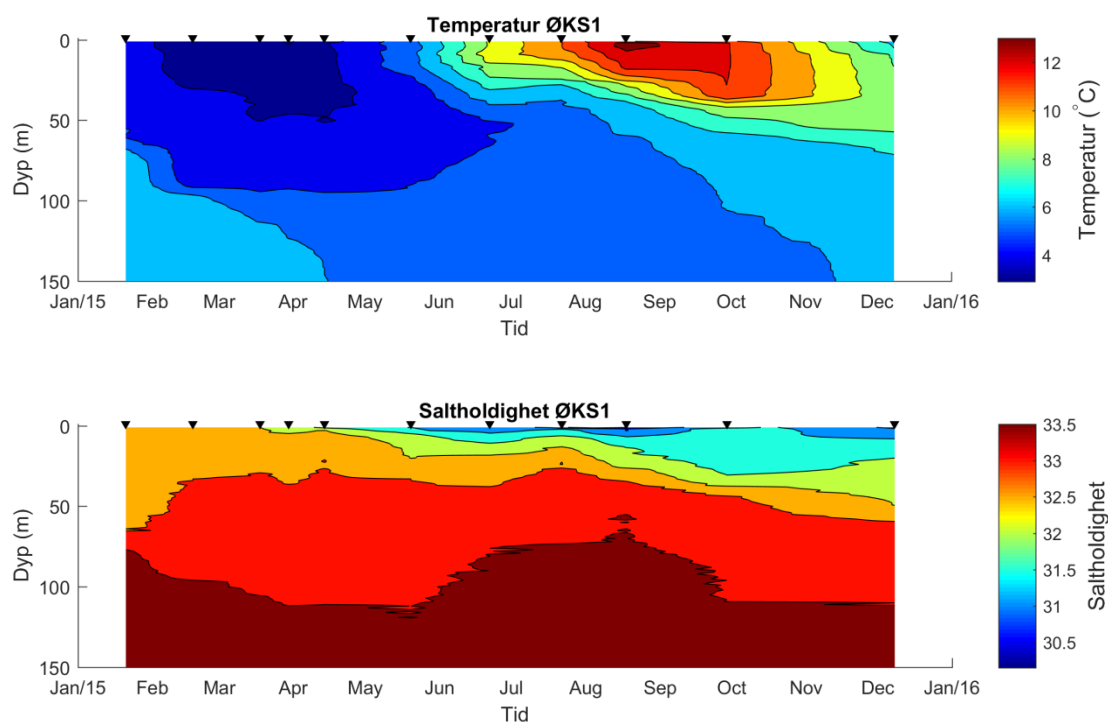 Temperatur ØKS1
0
50
100
150
Dyp (m)
Jan/15 Feb Mar Apr May Jun Jul Aug Sep Oct Nov Dec Jan/16
Tid
12
10
8
6
4
Temperatur (°C)
Saltholdighet ØKS1
0
50
100
150
Dyp (m)
Jan/15 Feb Mar Apr May Jun Jul Aug Sep Oct Nov Dec Jan/16
Tid
33.5
33
32.5
32
31.5
31
30.5
Saltholdighet